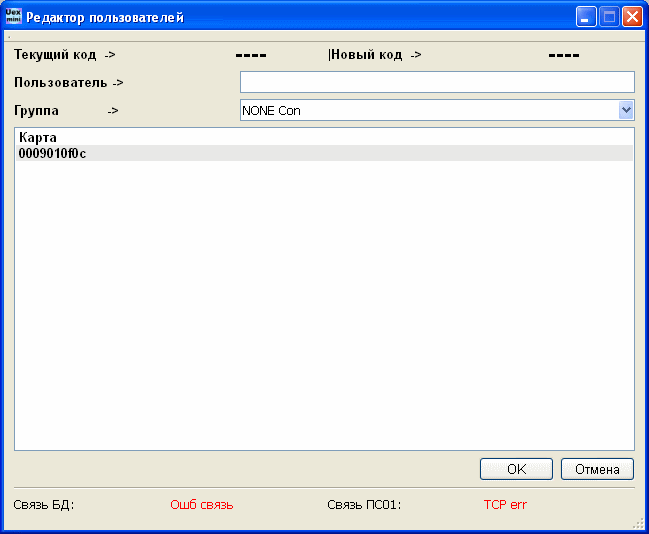 Uex
mini
Редактор пользователей
Текущий код -> ---- |Новый код -> ----
Пользователь ->
Группа -> NONE Con
Карта
0009010f0c
OK Отмена
Связь БД: Ошб связь Связь ПС01: TCP err